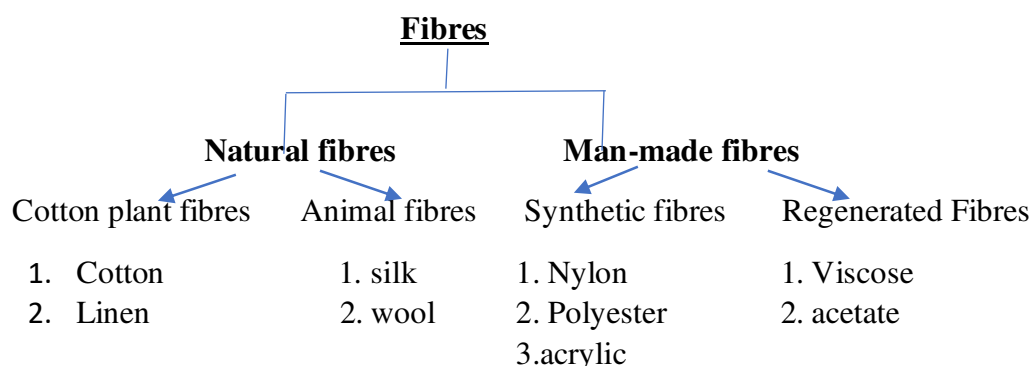 Fibres
Natural fibres Man-made fibres
Cotton plant fibres Animal fibres Synthetic fibres Regenerated Fibres
1. Cotton 1. silk 1. Nylon 1. Viscose
2. Linen 2. wool 2. Polyester 2. acetate
3.acrylic